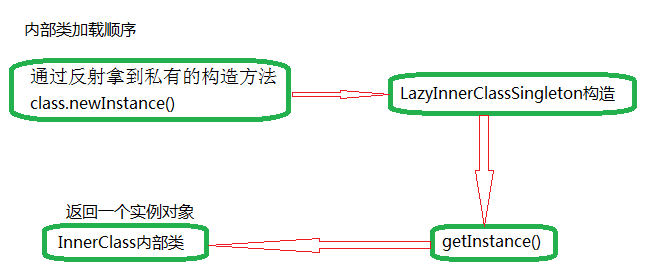 内部类加载顺序
通过反射拿到私有的构造方法
class.newInstance()
LazyInnerClassSingleton构造
返回一个实例对象
InnerClass内部类
getInstance()